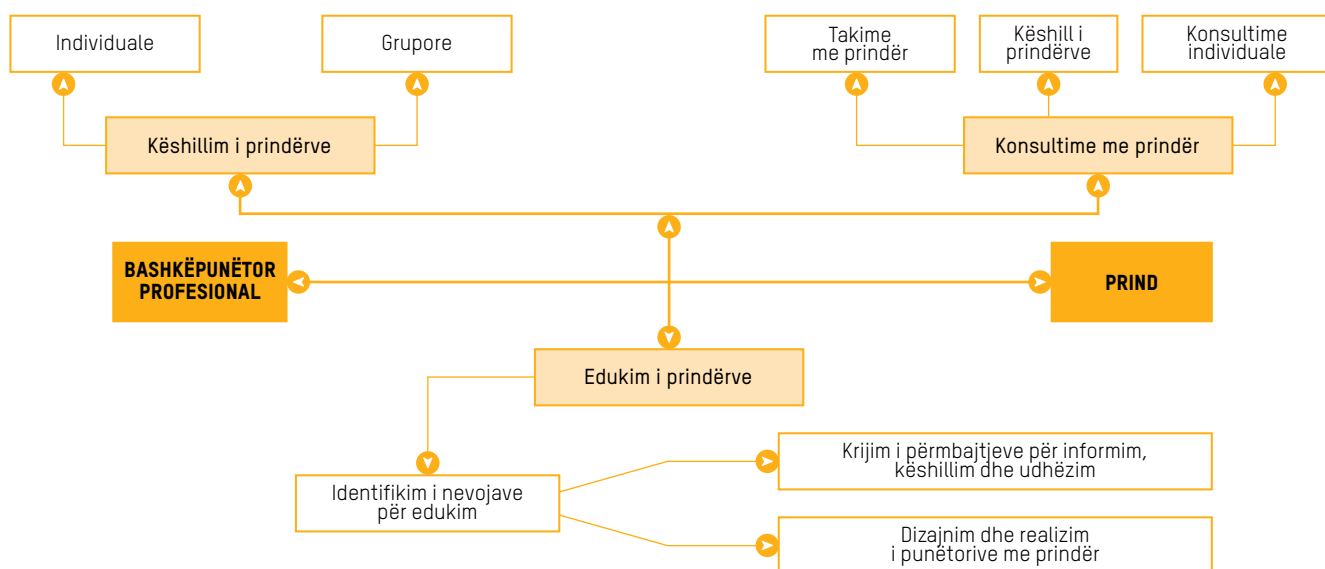 Individuale
Grupore
Takime
me prindër
Këshill i
prindërve
Konsultime
individuale
Këshillim i prindërve
Konsultime me prindër
BASHKËPUNËTOR
PROFESIONAL
PRIND
Edukim i prindërve
Identifikim i nevojave
për edukim
Krijim i përmbajtjeve për informim,
këshillim dhe udhëzim
Dizajnim dhe realizim
i punëtorive me prindër